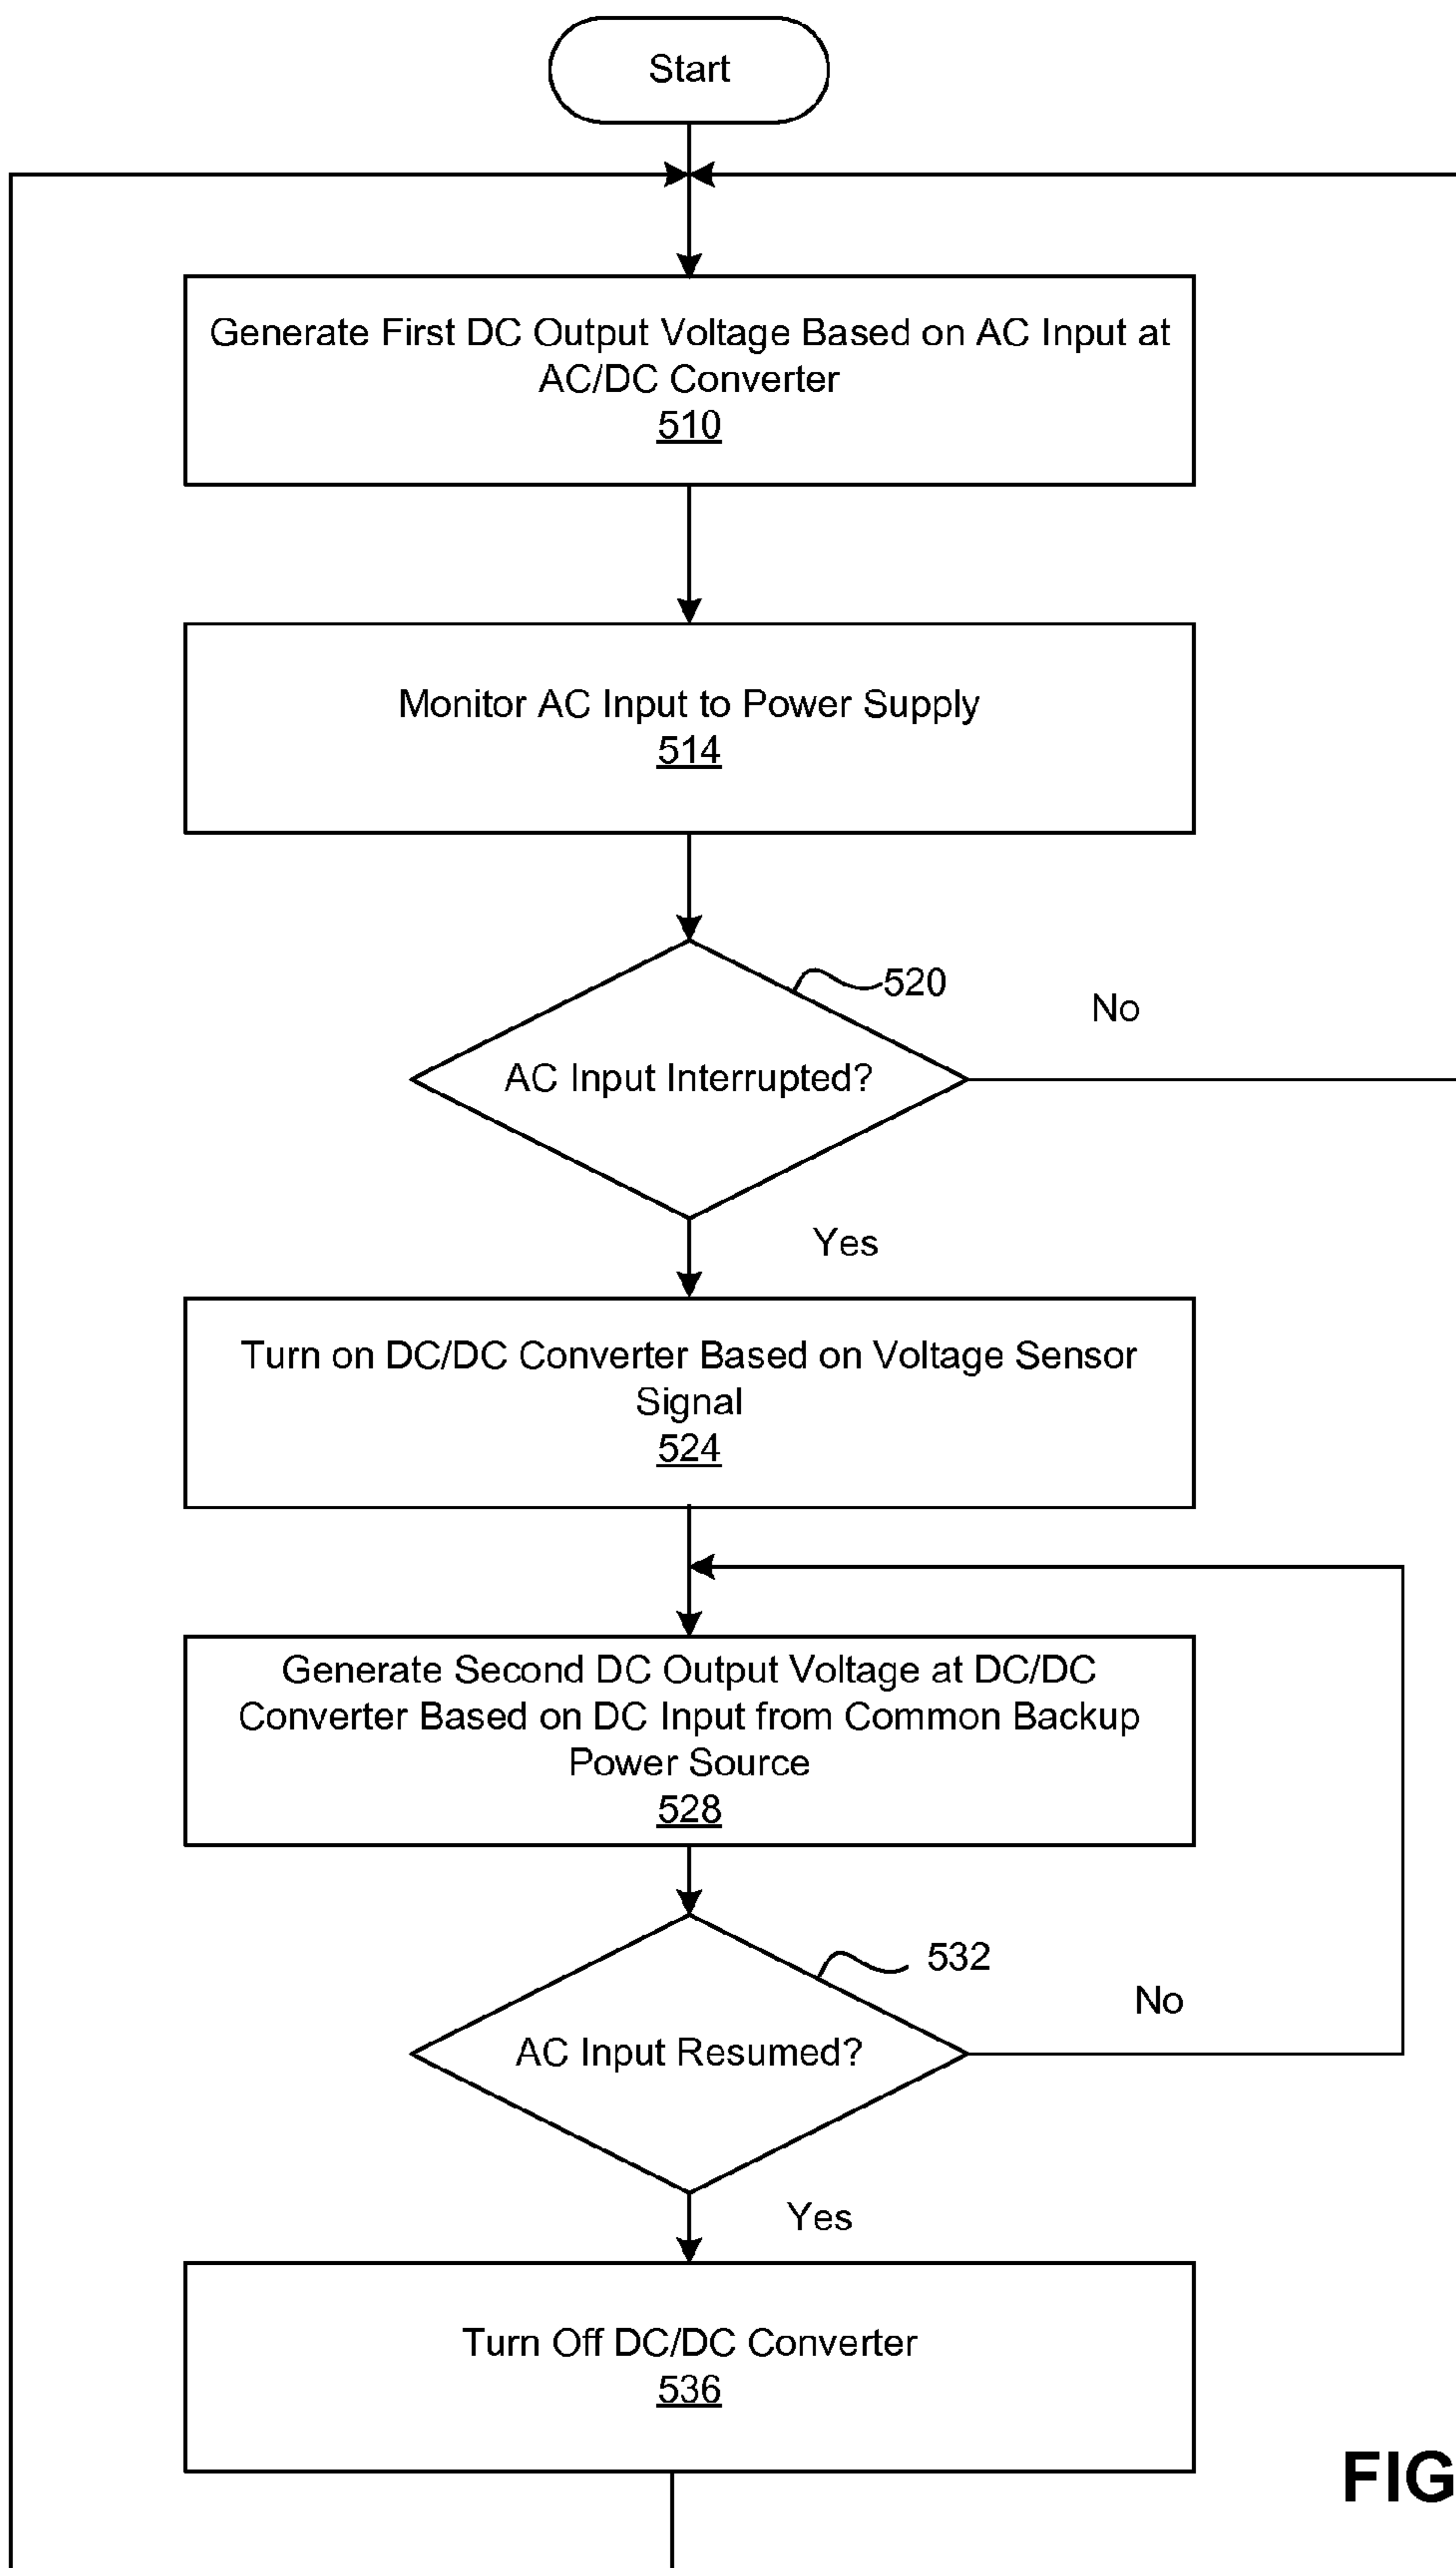 Start
Generate First DC Output Voltage Based on AC Input at
AC/DC Converter
510
Monitor AC Input to Power Supply
514
520
No
AC Input Interrupted?
Yes
Turn on DC/DC Converter Based on Voltage Sensor
Signal
524
Generate Second DC Output Voltage at DC/DC
Converter Based on DC Input from Common Backup
Power Source
528
532
No
AC Input Resumed?
Yes
Turn Off DC/DC Converter
536
FIG